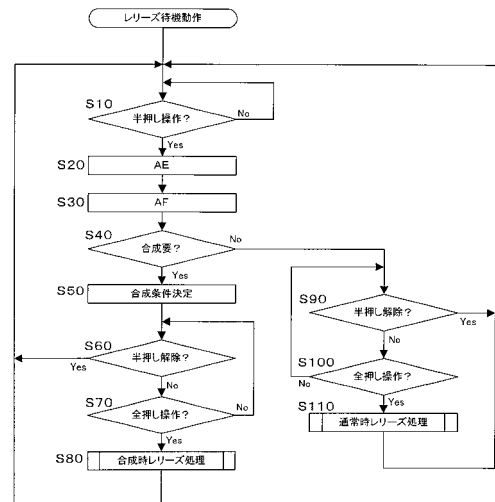 レリーズ待機動作
S10
半押し操作?
No
Yes
S20
AE
S30
AF
S40
合成要?
No
Yes
S50
合成条件決定
S60
半押し解除?
Yes
No
S70
全押し操作?
No
Yes
S80
合成時レリーズ処理
S90
半押し解除?
Yes
No
S100
全押し操作?
No
Yes
S110
通常時レリーズ処理